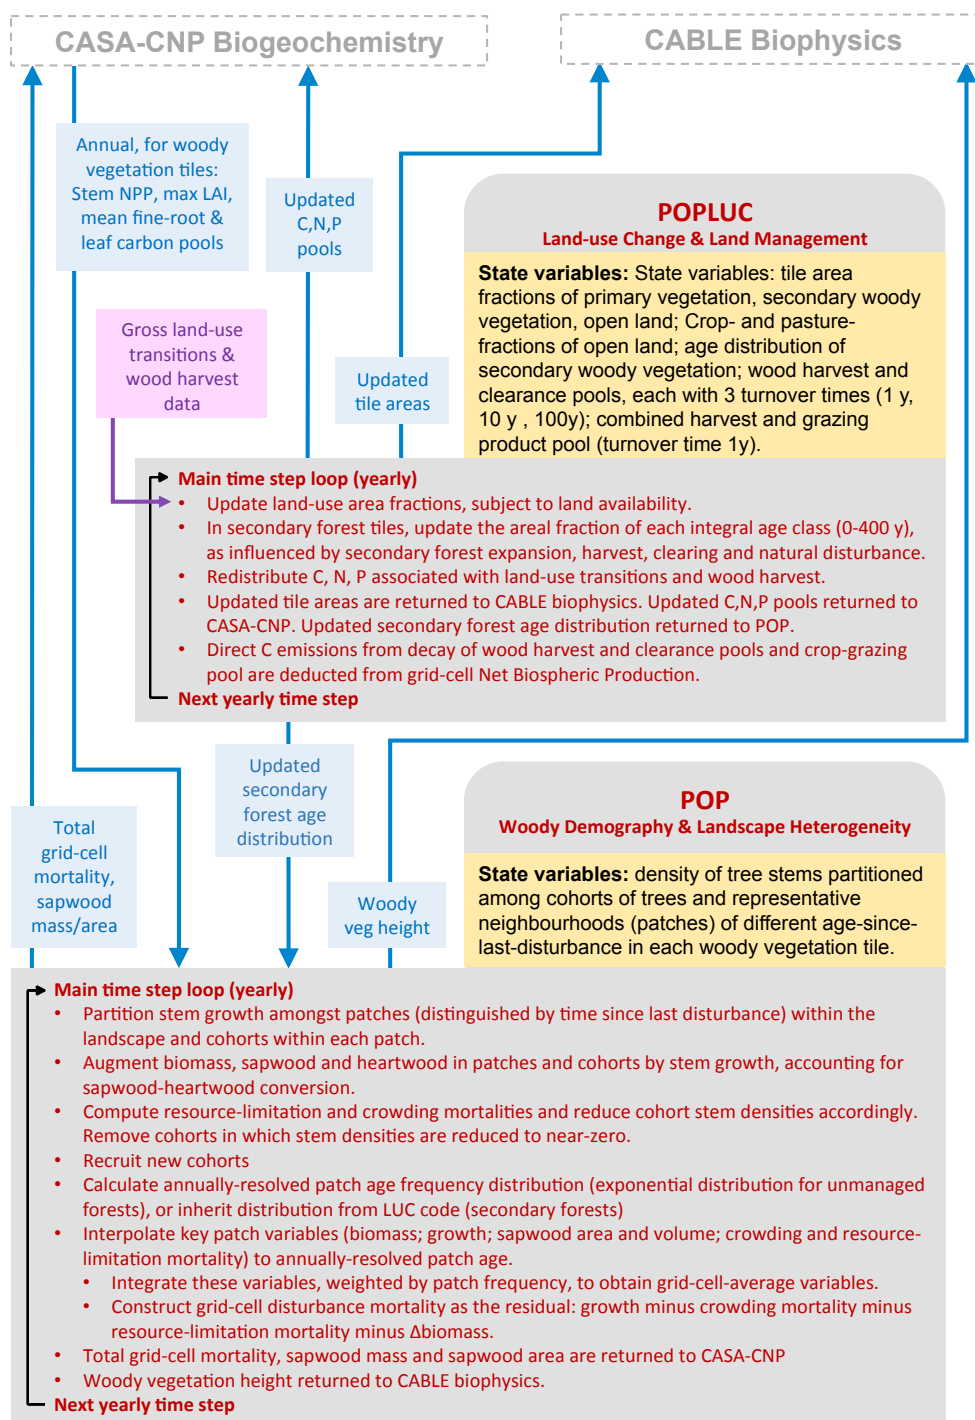 CASA-CNP Biogeochemistry
CABLE Biophysics
Annual, for woody
vegetation tiles:
Stem NPP, max LAI,
mean fine-root &
leaf carbon pools
Updated
C,N,P
pools
Gross land-use
transitions &
wood harvest
data
Updated
tile areas
POPLUC
Land-use Change & Land Management
State variables: State variables: tile area
fractions of primary vegetation, secondary woody
vegetation, open land; Crop- and pasture-
fractions of open land; age distribution of
secondary woody vegetation; wood harvest and
clearance pools, each with 3 turnover times (1 y,
10 y , 100y); combined harvest and grazing
product pool (turnover time 1y).
Main time step loop (yearly)
• Update land-use area fractions, subject to land availability.
• In secondary forest tiles, update the areal fraction of each integral age class (0-400 y),
as influenced by secondary forest expansion, harvest, clearing and natural disturbance.
• Redistribute C, N, P associated with land-use transitions and wood harvest.
• Updated tile areas are returned to CABLE biophysics. Updated C,N,P pools returned to
CASA-CNP. Updated secondary forest age distribution returned to POP.
• Direct C emissions from decay of wood harvest and clearance pools and crop-grazing
pool are deducted from grid-cell Net Biospheric Production.
Next yearly time step
Updated
secondary
forest age
distribution
Total
grid-cell
mortality,
sapwood
mass/area
Woody
veg height
POP
Woody Demography & Landscape Heterogeneity
State variables: density of tree stems partitioned
among cohorts of trees and representative
neighbourhoods (patches) of different age-since-
last-disturbance in each woody vegetation tile.
Main time step loop (yearly)
• Partition stem growth amongst patches (distinguished by time since last disturbance) within the
landscape and cohorts within each patch.
• Augment biomass, sapwood and heartwood in patches and cohorts by stem growth, accounting for
sapwood-heartwood conversion.
• Compute resource-limitation and crowding mortalities and reduce cohort stem densities accordingly.
Remove cohorts in which stem densities are reduced to near-zero.
• Recruit new cohorts
• Calculate annually-resolved patch age frequency distribution (exponential distribution for unmanaged
forests), or inherit distribution from LUC code (secondary forests)
• Interpolate key patch variables (biomass; growth; sapwood area and volume; crowding and resource-
limitation mortality) to annually-resolved patch age.
• Integrate these variables, weighted by patch frequency, to obtain grid-cell-average variables.
• Construct grid-cell disturbance mortality as the residual: growth minus crowding mortality minus
resource-limitation mortality minus Δbiomass.
• Total grid-cell mortality, sapwood mass and sapwood area are returned to CASA-CNP
• Woody vegetation height returned to CABLE biophysics.
Next yearly time step